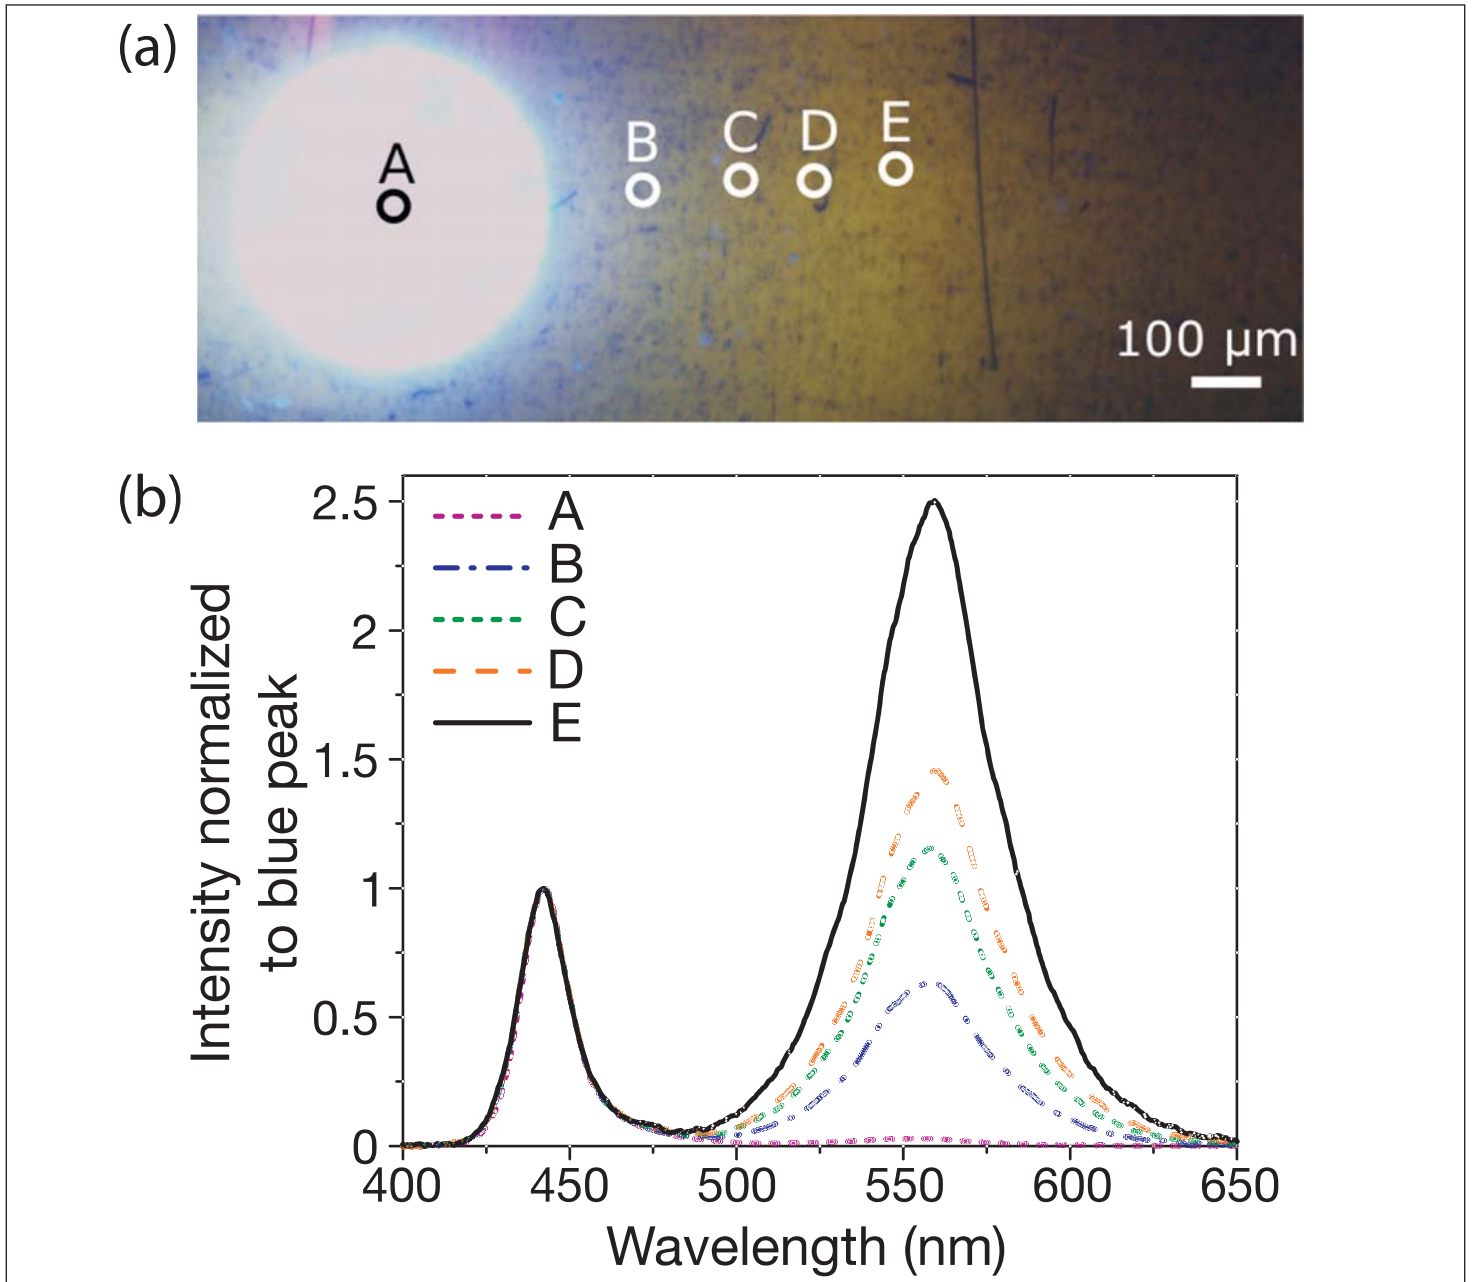 (a)
A
B
C
D
E
100 μm
(b)
2.5
2
1.5
1
0.5
0
A
B
C
D
E
400
450
500
550
600
650
Wavelength (nm)
Intensity normalized
to blue peak